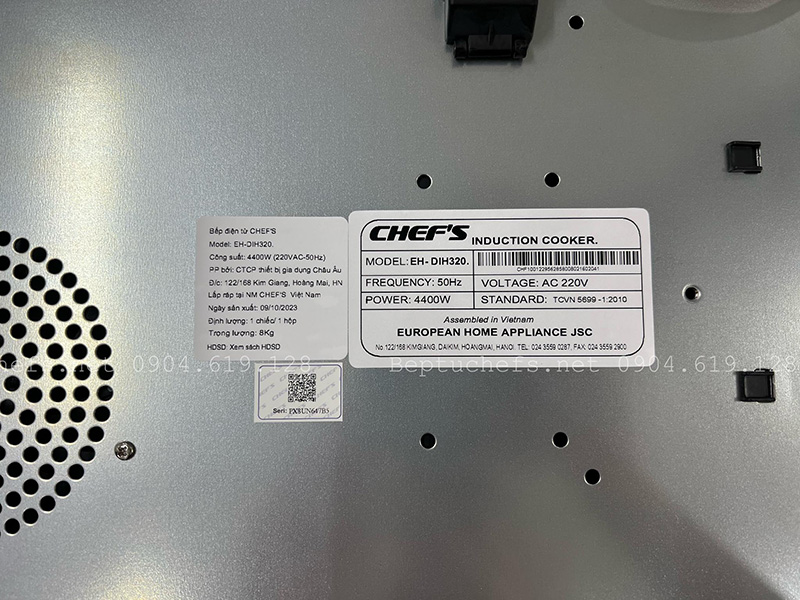 Bếp điện từ CHEF'S
Model: EH-DIH320.
Công suất: 4400W (220VAC-50Hz)
PP bởi: CTCP thiết bị gia dụng Châu Âu
Đ/c: 122/168 Kim Giang, Hoàng Mai, HN
Lắp ráp tại NM CHEF'S Việt Nam
Ngày sản xuất: 09/10/2023
Định lượng: 1 chiếc/ 1 hộp
Trọng lượng: 8Kg
HDSD: Xem sách HDSD
CHEF'S INDUCTION COOKER.
MODEL: EH- DIH320.
FREQUENCY: 50Hz
VOLTAGE: AC 220V
POWER: 4400W
STANDARD: TCVN 5699 -1:2010
Assembled in Vietnam
EUROPEAN HOME APPLIANCE JSC
No.122/168 KIMGIANG, DAIKIM, HOANGMAI, HANOI. TEL: 024 3559 0287, FAX: 024 3559 2900
CHEF'S
Seri: PX8UN647B5
0904.619.128
Beptuchefs.net 0904.619.128